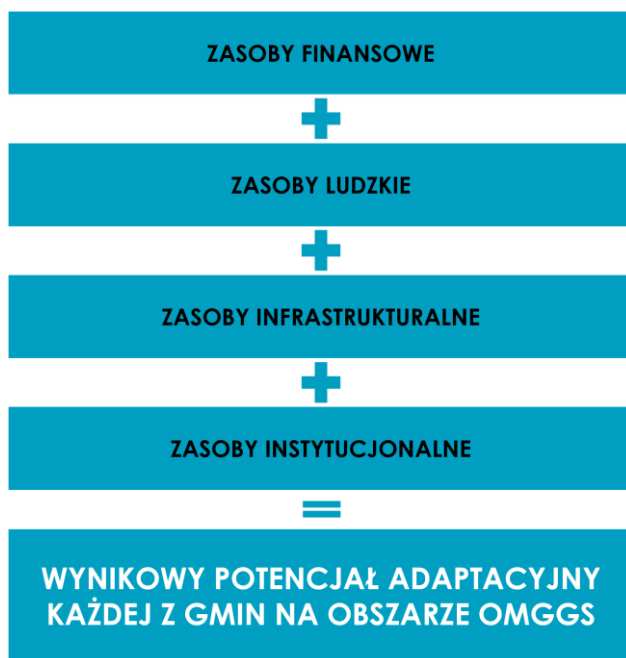 ZASOBY FINANSOWE
+
ZASOBY LUDZKIE
+
ZASOBY INFRASTRUKTURALNE
+
ZASOBY INSTYTUCJONALNE
=
WYNIKOWY POTENCJAŁ ADAPTACYJNY
KAŻDEJ Z GMIN NA OBSZARZE OMGGS